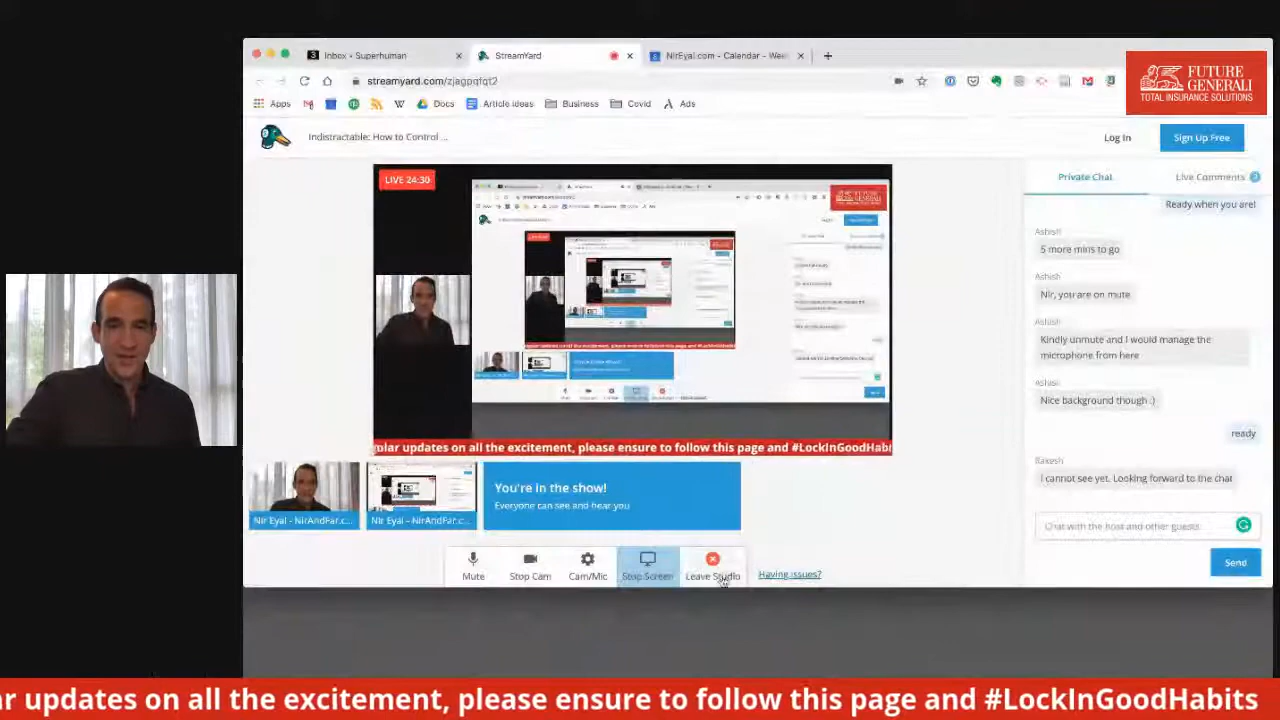 Inbox • Superhuman
StreamYard
NirEyal.com - Calendar - Wee
streamyard.com/zjagpqfqt2
FUTURE
GENERALI
TOTAL INSURANCE SOLUTIONS
Apps
Docs
Article ideas
Business
Covid
Ads
Indistractable: How to Control ...
Log In
Sign Up Free
LIVE 24:30
Private Chat
Live Comments
Ready when you are!
Ashish
5 more mins to go
Ashish
Nir, you are on mute
Ashish
Kindly unmute and I would manage the
microphone from here
Ashish
Nice background though :)
ready
Rakesh
I cannot see yet. Looking forward to the chat
Chat with the host and other guests.
Send
ular updates on all the excitement, please ensure to follow this page and #LockInGoodHabi
You're in the show!
Everyone can see and hear you
Nir Eyal - NirAndFar.c...
Nir Eyal - NirAndFar.c...
Mute
Stop Cam
Cam/Mic
Stop Screen
Leave Studio
Having issues?
ar updates on all the excitement, please ensure to follow this page and #LockInGoodHabits